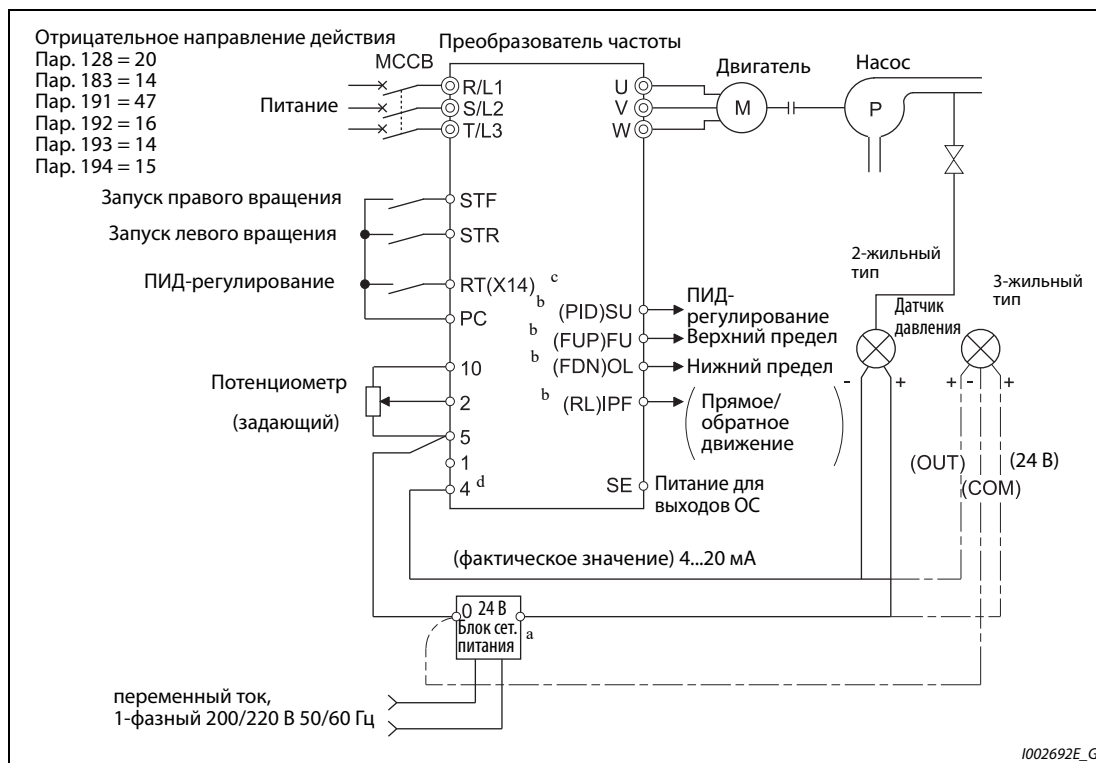 Отрицательное направление действия
Пар. 128 = 20
Пар. 183 = 14
Пар. 191 = 47
Пар. 192 = 16
Пар. 193 = 14
Пар. 194 = 15
Преобразователь частоты
MCCB
Питание
R/L1
S/L2
T/L3
U
V
W
Двигатель
M
Насос
P
Запуск правого вращения
STF
Запуск левого вращения
STR
ПИД-регулирование
RT(X14) c
PC
b (PID)SU
ПИД-
регулирование
b (FUP)FU
Верхний предел
b (FDN)OL
Нижний предел
b (RL)IPF
Прямое/
обратное
движение
2-жильный
тип
3-жильный
тип
Датчик
давления
- +
+ - +
(OUT)
(24 В)
(COM)
Потенциометр
(задающий)
10
2
5
1
4 d
SE
Питание для
выходов ОС
(фактическое значение) 4...20 мА
0 24 В
Блок сет.
питания
a
переменный ток,
1-фазный 200/220 В 50/60 Гц
I002692E_G